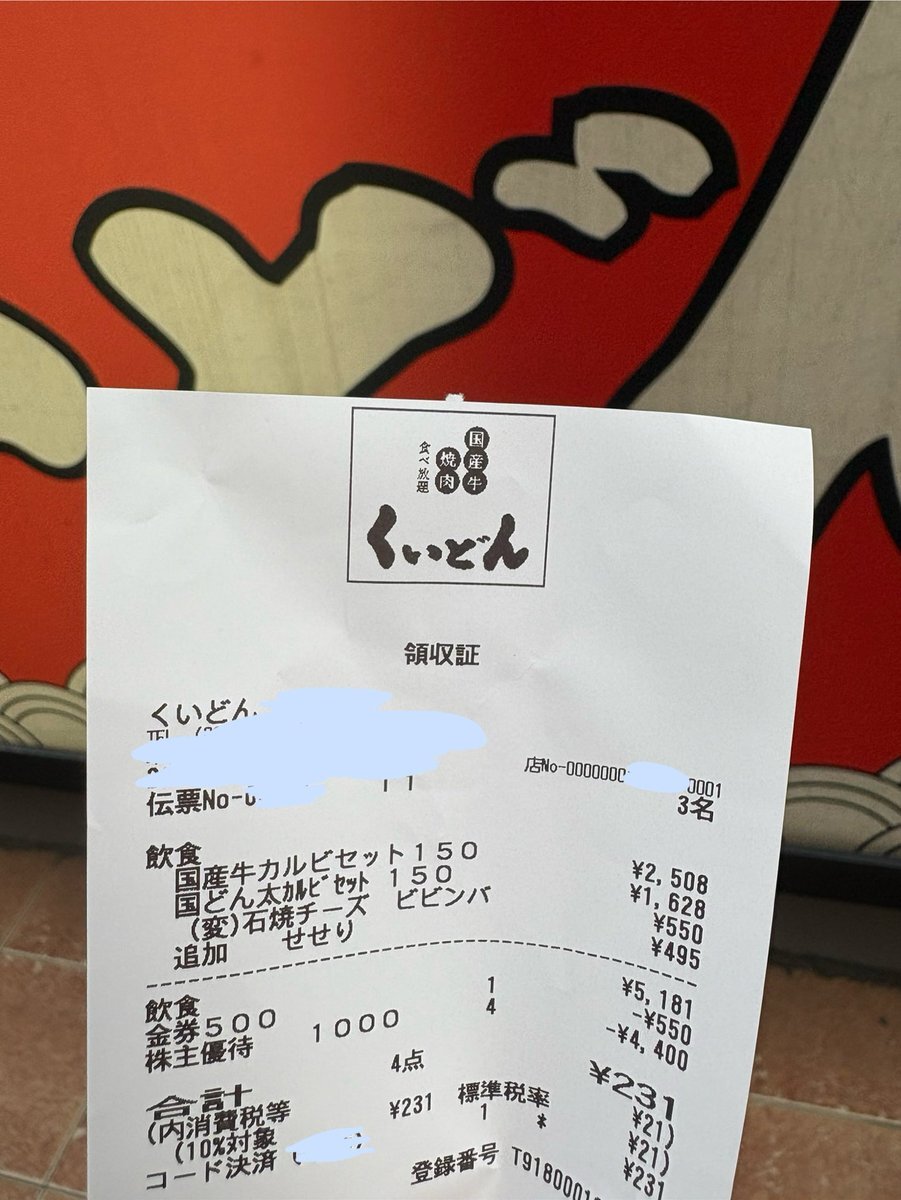 国産牛
焼肉
食べ放題
くいどん
領収証
くいどん
TEL
店No-0000000 0001
伝票No-0 11 3名
飲食
国産牛カルビセット150 ¥2,508
国どん太ｶﾙﾋﾞｾｯﾄ 150 ¥1,628
(変)石焼チーズ ビビンバ ¥550
追加 せせり ¥495
飲食 ¥5,181
金券500 1 -¥550
株主優待 1000 4 -¥4,400
4点
合計 ¥231
(内消費税等 ¥21)
(10%対象 ¥231 標準税率 ¥21)
コード決済 ( 1 * ¥231
登録番号 T9180001